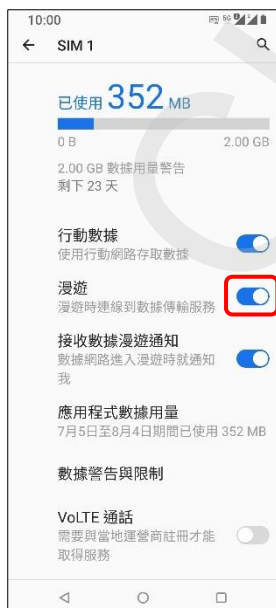 10:00
5G
SIM 1
已使用 352 MB
0 B 2.00 GB
2.00 GB 數據用量警告
剩下 23 天
行動數據
使用行動網路存取數據
漫遊
漫遊時連線到數據傳輸服務
接收數據漫遊通知
數據網路進入漫遊時就通知
我
應用程式數據用量
7月5日至8月4日期間已使用 352 MB
數據警告與限制
VoLTE 通話
需要與當地運營商註冊才能
取得服務